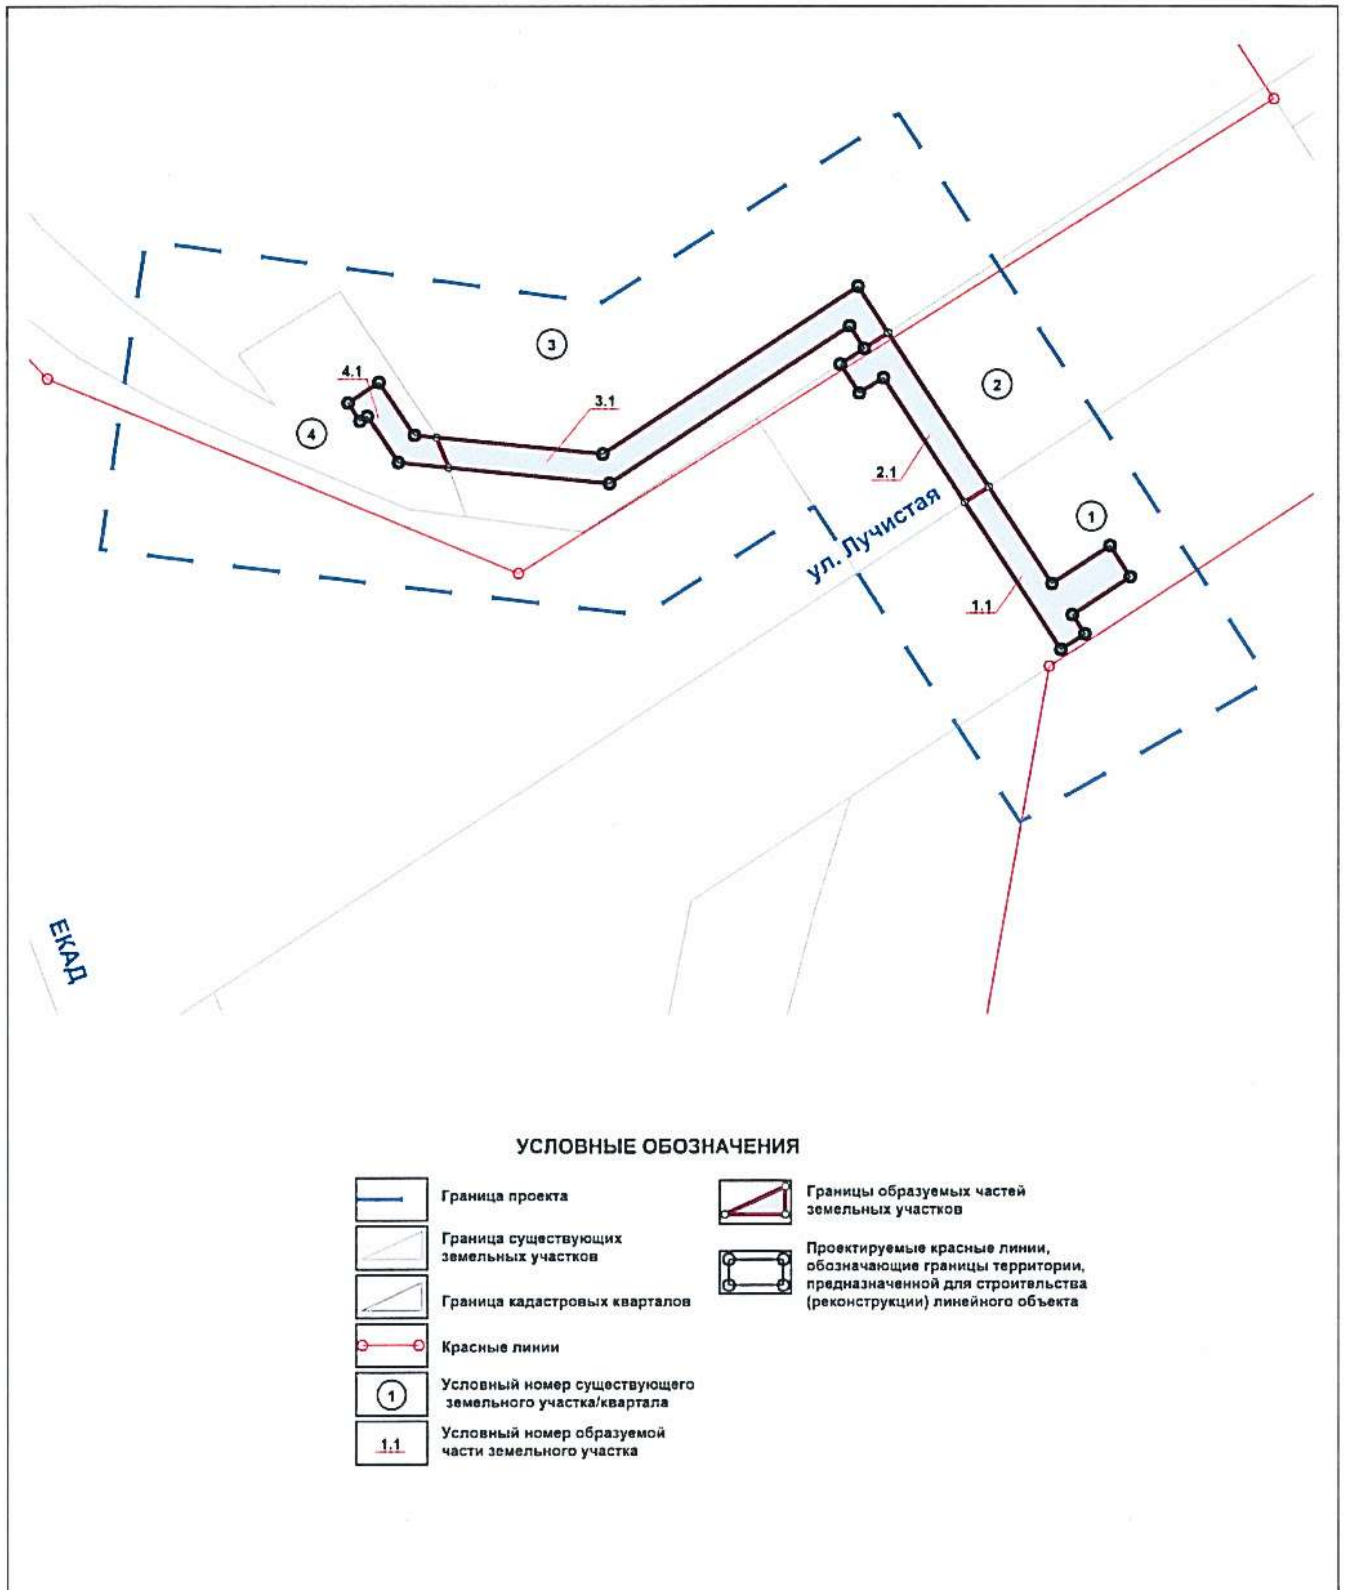 3
2
4.1
3.1
4
2.1
ул. Лучистая
1
1.1
ЕКАД
УСЛОВНЫЕ ОБОЗНАЧЕНИЯ
Граница проекта
Граница существующих
земельных участков
Граница кадастровых кварталов
Красные линии
1
Условный номер существующего
земельного участка/квартала
1.1
Условный номер образуемой
части земельного участка
Границы образуемых частей
земельных участков
Проектируемые красные линии,
обозначающие границы территории,
предназначенной для строительства
(реконструкции) линейного объекта